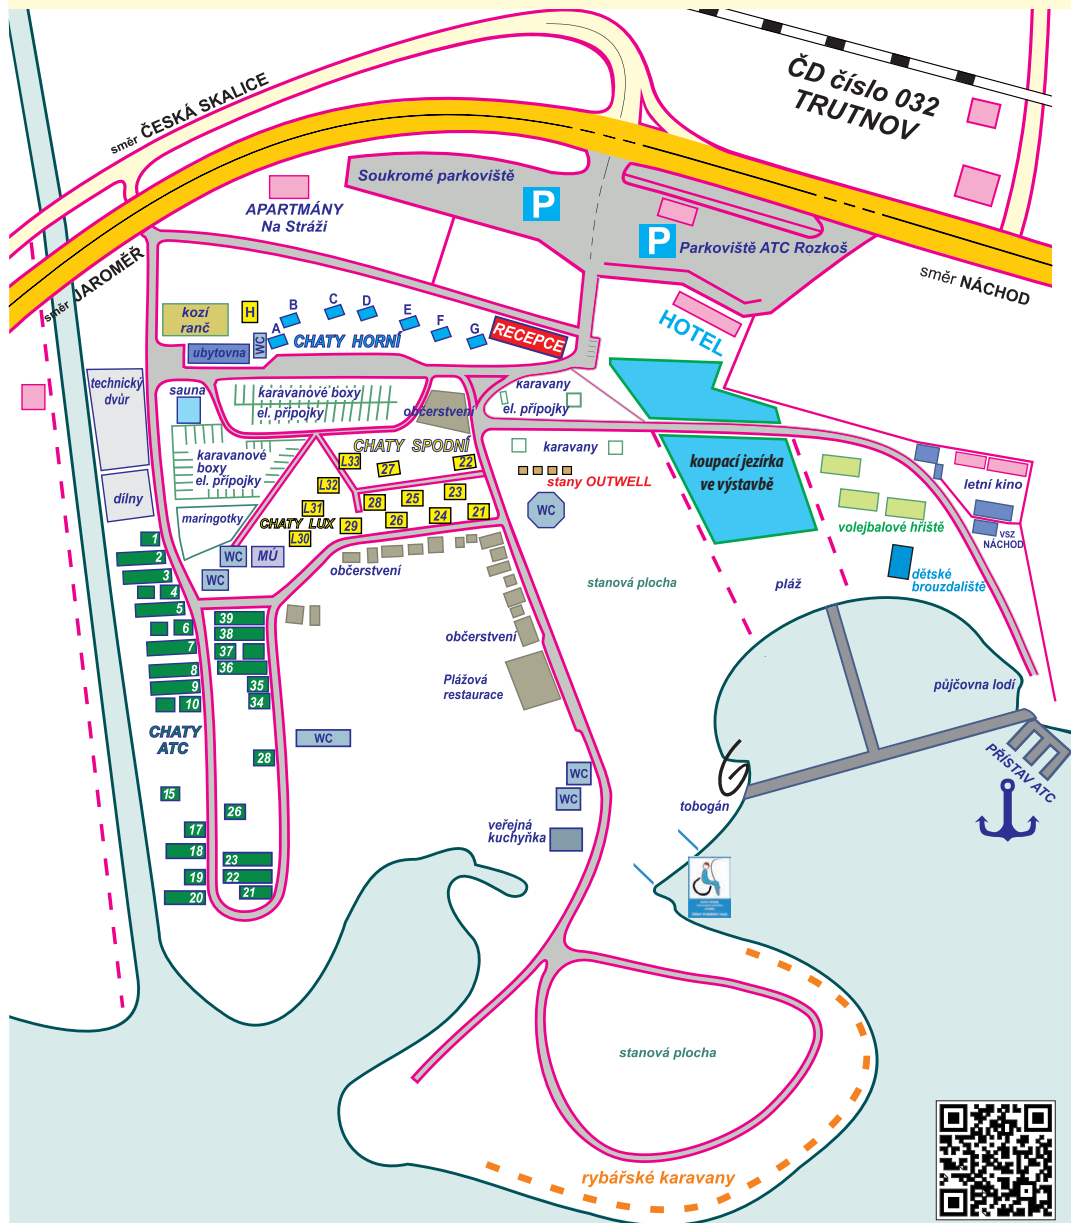 ČD číslo 032
TRUTNOV
směr ČESKÁ SKALICE
Soukromé parkoviště
P
APARTMÁNY
Na Stráži
P
Parkoviště ATC Rozkoš
směr JAROMĚŘ
směr NÁCHOD
kozí
ranč
H
A
B
C
D
E
F
G
RECEPCE
HOTEL
WC
CHATY HORNÍ
ubytovna
technický
dvůr
sauna
karavanové boxy
el. přípojky
občerstvení
karavany
el. přípojky
CHATY SPODNÍ
karavany
koupací jezírka
ve výstavbě
letní kino
karavanové
boxy
el. přípojky
L33
27
22
stany OUTWELL
dílny
L32
28
25
23
WC
maringotky
L31
CHATY LUX
29
26
24
21
L30
volejbalové hřiště
VSZ
NÁCHOD
WC
MÚ
WC
občerstvení
stanová plocha
pláž
dětské
brouzdaliště
1
2
3
4
5
6
7
8
9
10
39
38
37
36
35
34
občerstvení
Plážová
restaurace
půjčovna lodí
CHATY
ATC
WC
28
PŘÍSTAV ATC
WC
WC
tobogán
15
26
veřejná
kuchyňka
17
18
19
20
23
22
21
stanová plocha
rybářské karavany